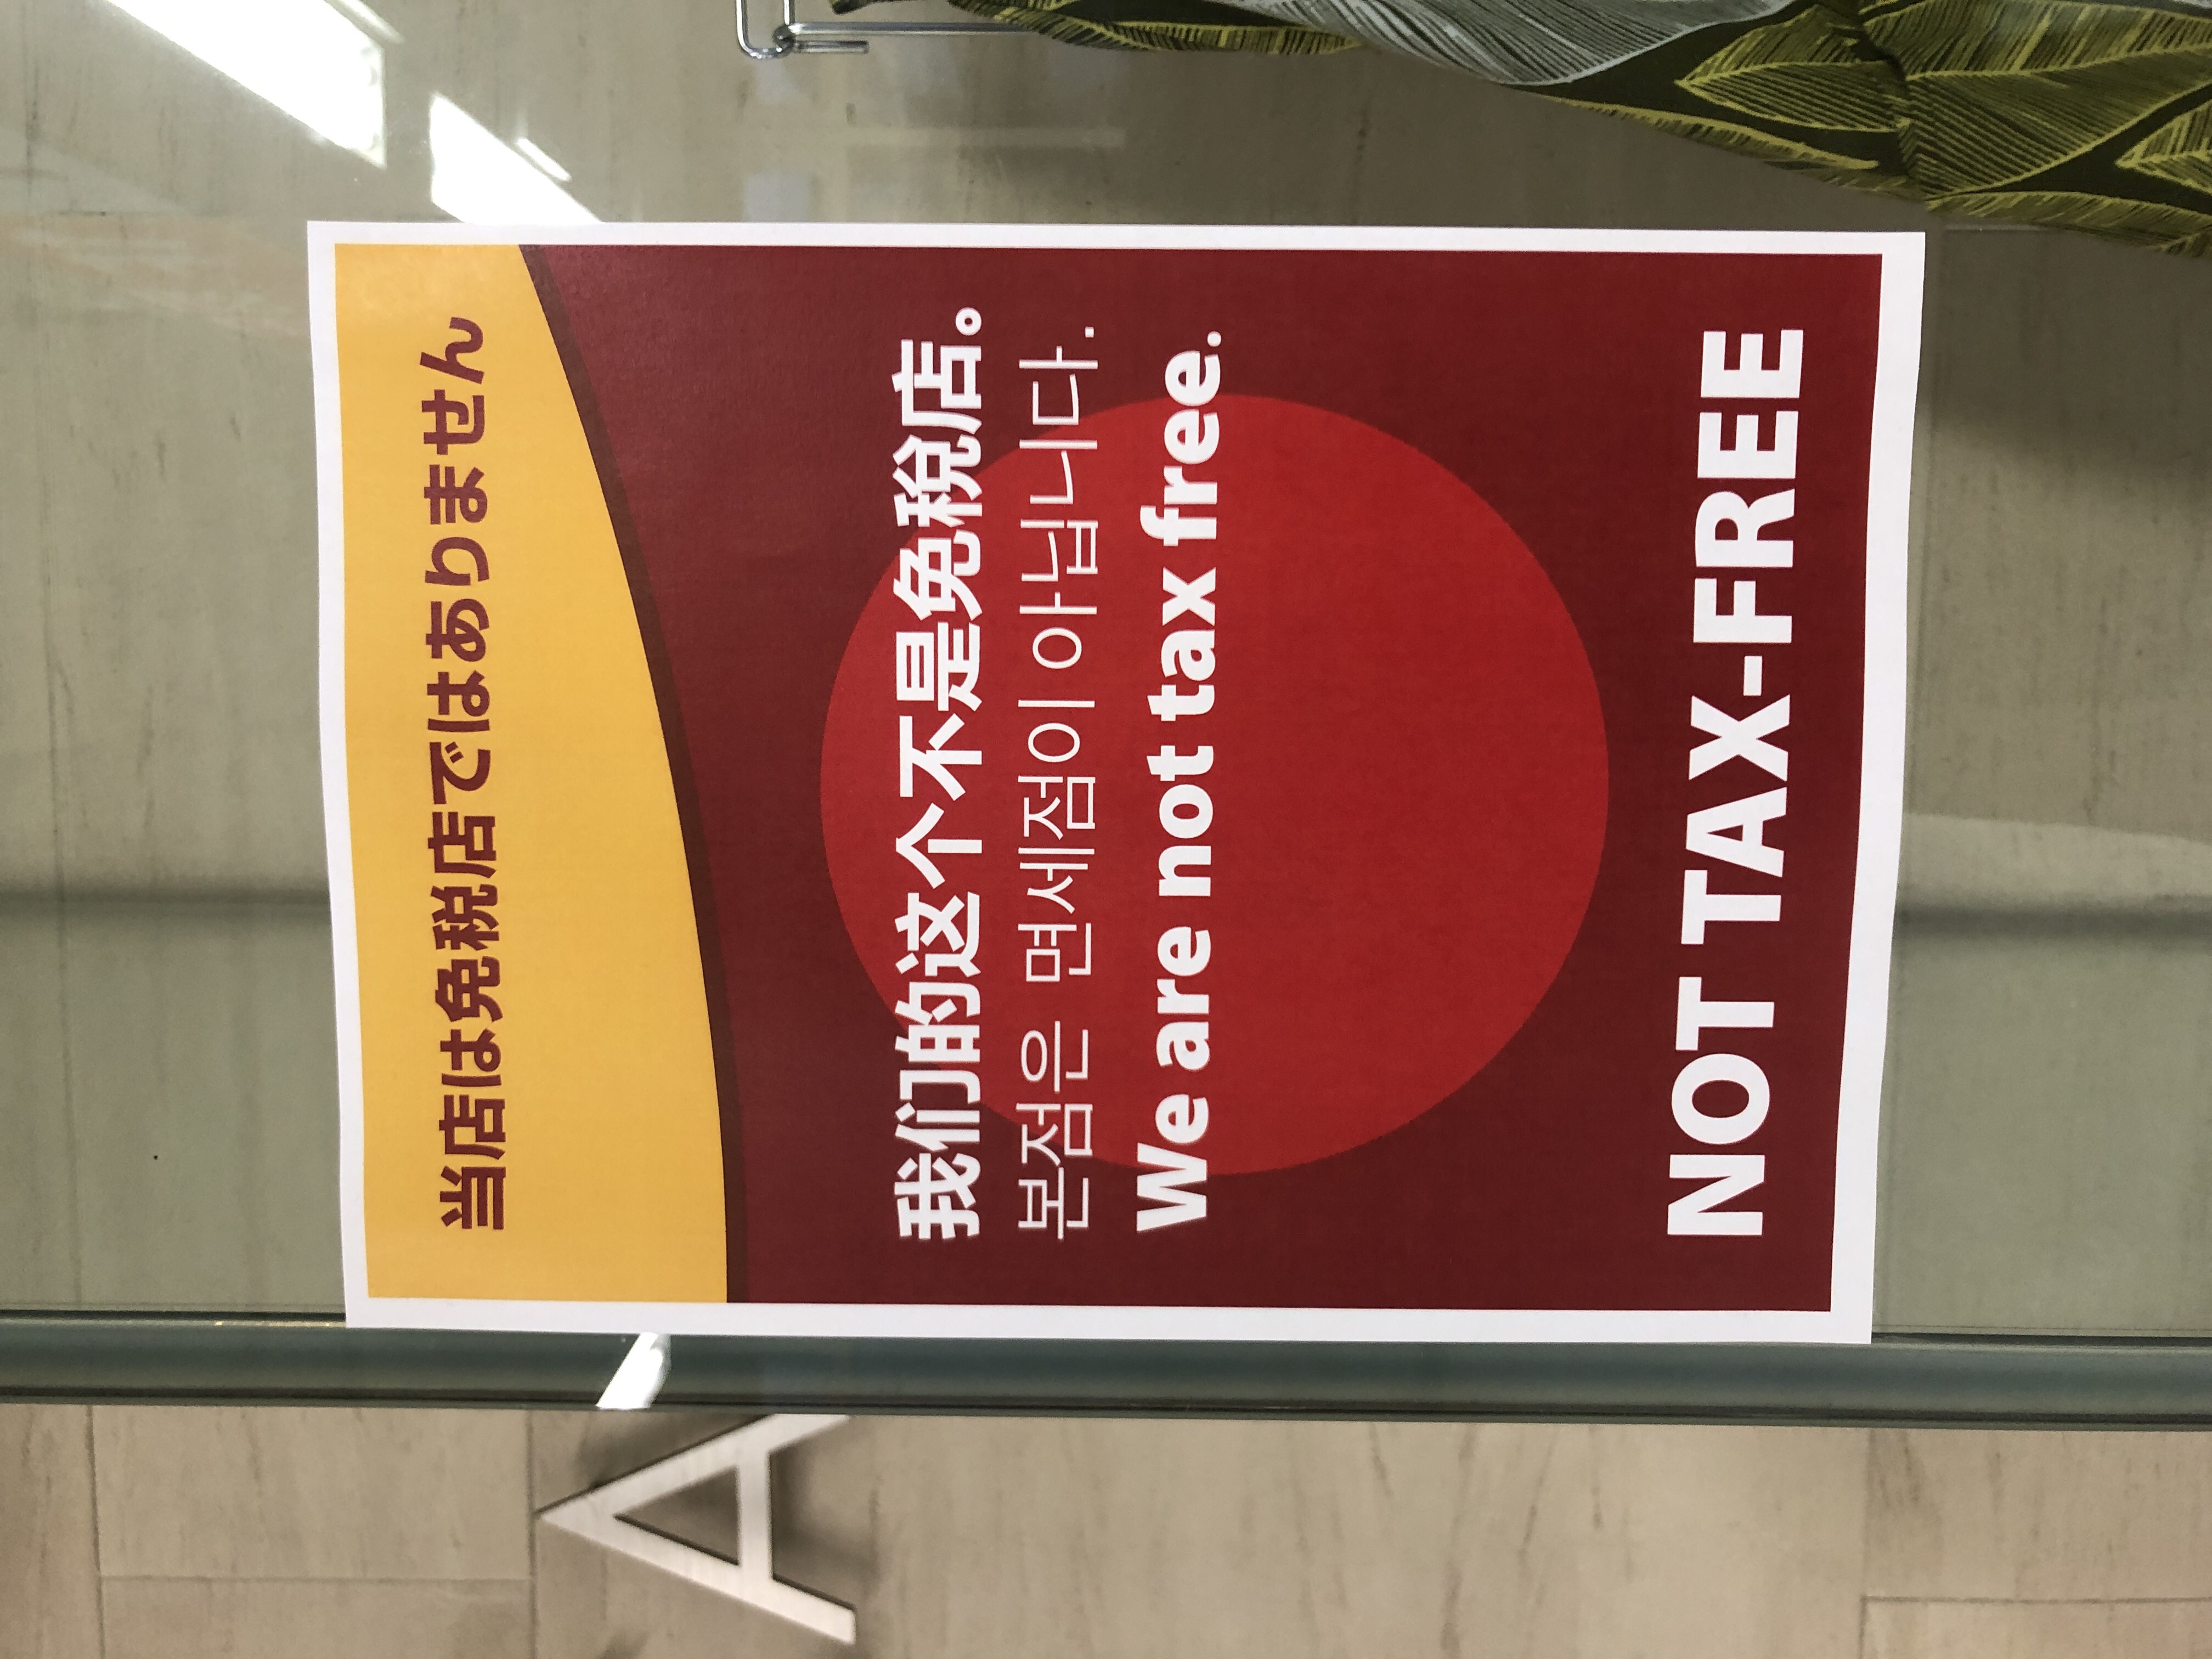 当店は免税店ではありません
我们的这个不是免税店。
본점은 면세점이 아닙니다.
We are not tax free.
NOT TAX-FREE
A